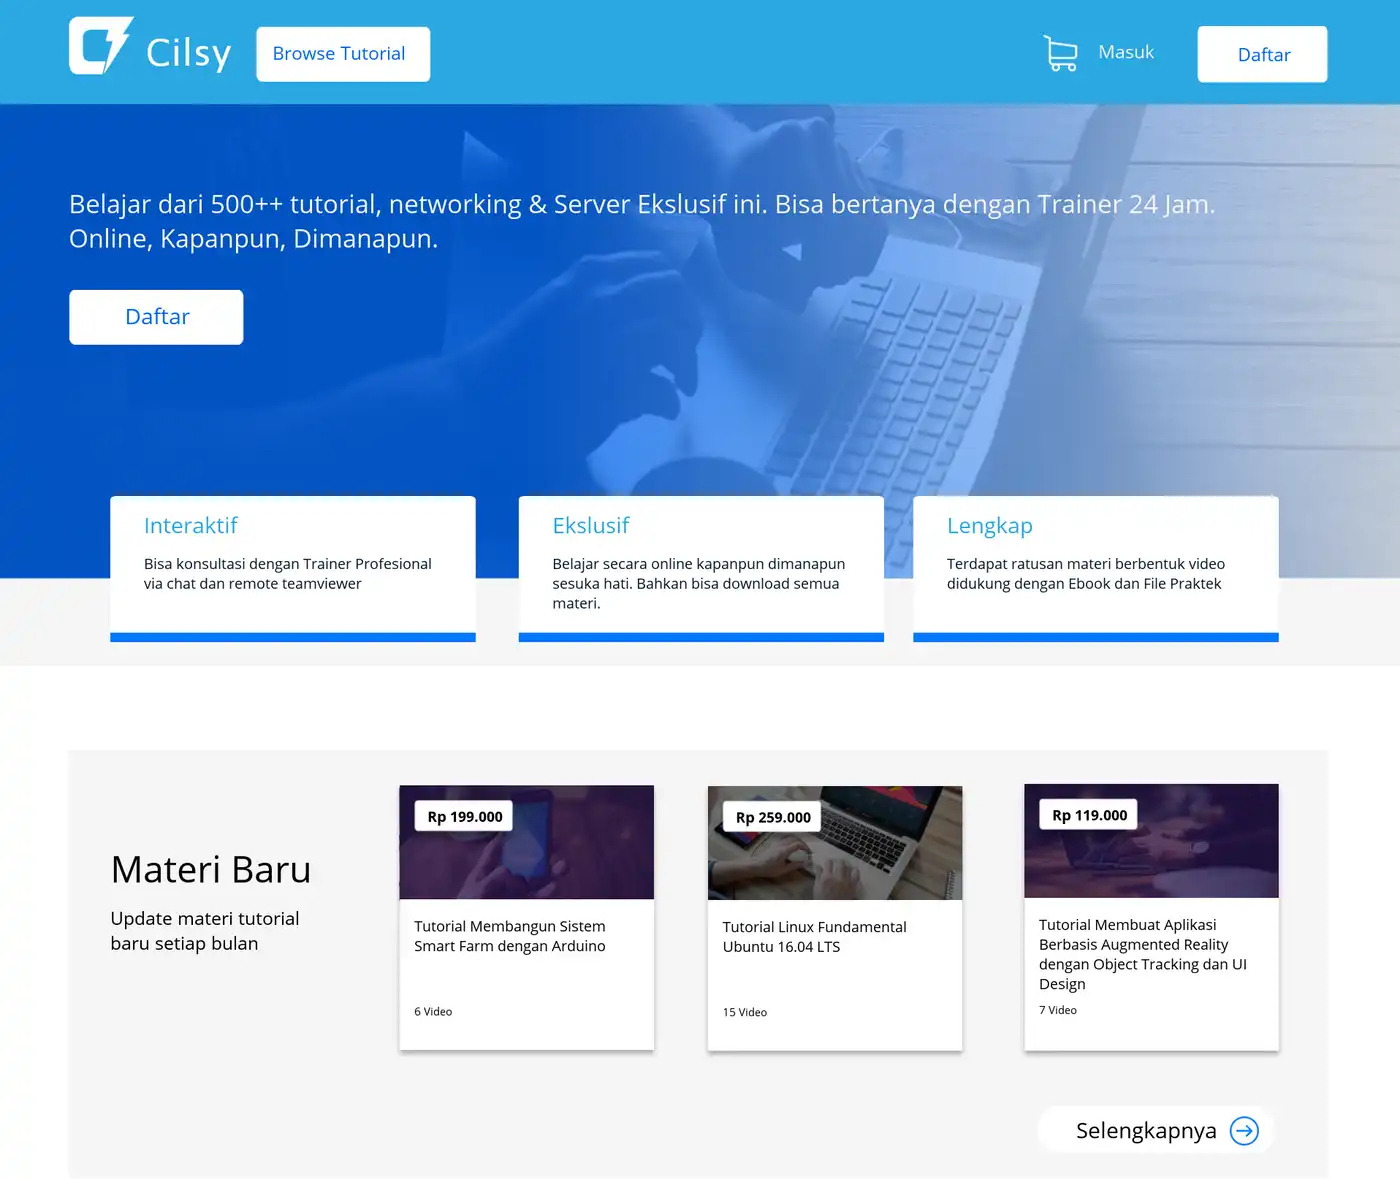 Cilsy
Browse Tutorial
Masuk
Daftar
Belajar dari 500++ tutorial, networking & Server Ekslusif ini. Bisa bertanya dengan Trainer 24 Jam.
Online, Kapanpun, Dimanapun.
Daftar
Interaktif
Bisa konsultasi dengan Trainer Profesional
via chat dan remote teamviewer
Ekslusif
Belajar secara online kapanpun dimanapun
sesuka hati. Bahkan bisa download semua
materi.
Lengkap
Terdapat ratusan materi berbentuk video
didukung dengan Ebook dan File Praktek
Materi Baru
Update materi tutorial
baru setiap bulan
Rp 199.000
Tutorial Membangun Sistem
Smart Farm dengan Arduino
6 Video
Rp 259.000
Tutorial Linux Fundamental
Ubuntu 16.04 LTS
15 Video
Rp 119.000
Tutorial Membuat Aplikasi
Berbasis Augmented Reality
dengan Object Tracking dan UI
Design
7 Video
Selengkapnya